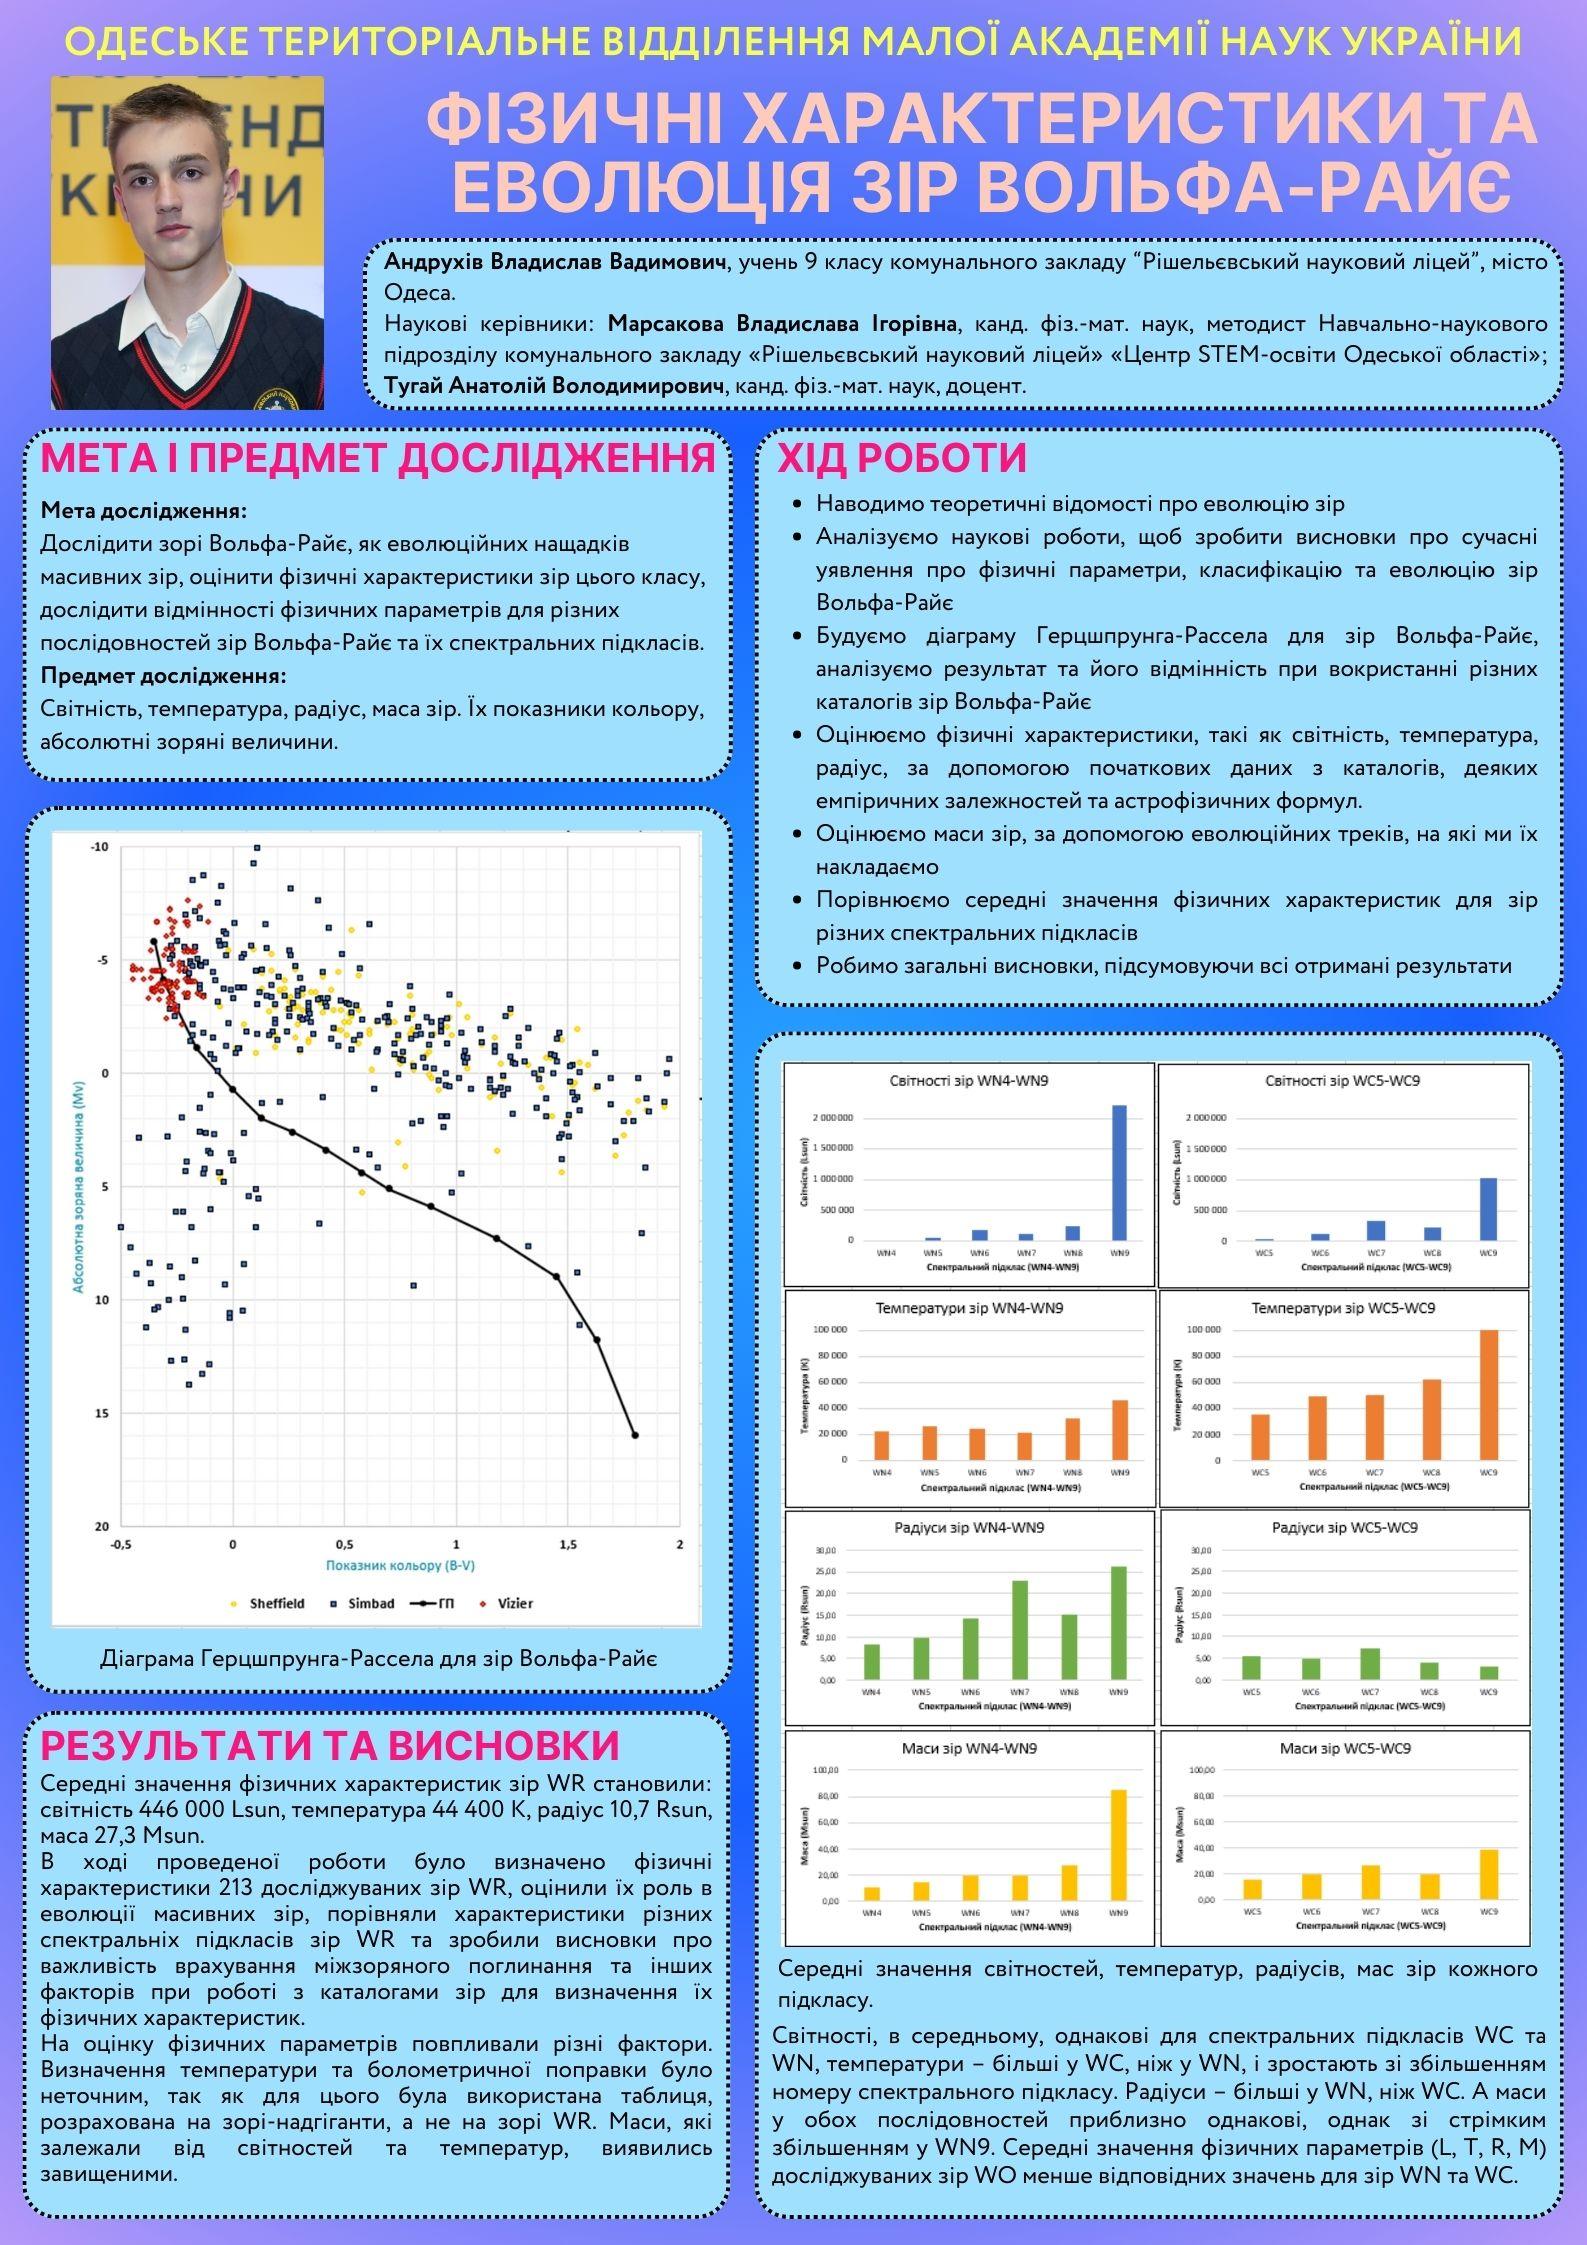 ОДЕСЬКЕ ТЕРИТОРІАЛЬНЕ ВІДДІЛЕННЯ МАЛОЇ АКАДЕМІЇ НАУК УКРАЇНИ
ФІЗИЧНІ ХАРАКТЕРИСТИКИ ТА
ЕВОЛЮЦІЯ ЗІР ВОЛЬФА-РАЙЄ
Андрухів Владислав Вадимович, учень 9 класу комунального закладу “Рішельєвський науковий ліцей”, місто
Одеса.
Наукові керівники: Марсакова Владислава Ігорівна, канд. фіз.-мат. наук, методист Навчально-наукового
підрозділу комунального закладу «Рішельєвський науковий ліцей» «Центр STEM-освіти Одеської області»;
Тугай Анатолій Володимирович, канд. фіз.-мат. наук, доцент.
МЕТА І ПРЕДМЕТ ДОСЛІДЖЕННЯ
Мета дослідження:
Дослідити зорі Вольфа-Райє, як еволюційних нащадків
масивних зір, оцінити фізичні характеристики зір цього класу,
дослідити відмінності фізичних параметрів для різних
послідовностей зір Вольфа-Райє та їх спектральних підкласів.
Предмет дослідження:
Світність, температура, радіус, маса зір. Їх показники кольору,
абсолютні зоряні величини.
ХІД РОБОТИ
• Наводимо теоретичні відомості про еволюцію зір
• Аналізуємо наукові роботи, щоб зробити висновки про сучасні
уявлення про фізичні параметри, класифікацію та еволюцію зір
Вольфа-Райє
• Будуємо діаграму Герцшпрунга-Рассела для зір Вольфа-Райє,
аналізуємо результат та його відмінність при вокристанні різних
каталогів зір Вольфа-Райє
• Оцінюємо фізичні характеристики, такі як світність, температура,
радіус, за допомогою початкових даних з каталогів, деяких
емпіричних залежностей та астрофізичних формул.
• Оцінюємо маси зір, за допомогою еволюційних треків, на які ми їх
накладаємо
• Порівнюємо середні значення фізичних характеристик для зір
різних спектральних підкласів
• Робимо загальні висновки, підсумовуючи всі отримані результати
Абсолютна зоряна величина (Mv)
-10
-5
0
5
10
15
20
-0,5 0 0,5 1 1,5 2
Показник кольору (B-V)
Sheffield Simbad ГП Vizier
Діаграма Герцшпрунга-Рассела для зір Вольфа-Райє
РЕЗУЛЬТАТИ ТА ВИСНОВКИ
Середні значення фізичних характеристик зір WR становили:
світність 446 000 Lsun, температура 44 400 K, радіус 10,7 Rsun,
маса 27,3 Msun.
В ході проведеної роботи було визначено фізичні
характеристики 213 досліджуваних зір WR, оцінили їх роль в
еволюції масивних зір, порівняли характеристики різних
спектральніх підкласів зір WR та зробили висновки про
важливість врахування міжзоряного поглинання та інших
факторів при роботі з каталогами зір для визначення їх
фізичних характеристик.
На оцінку фізичних параметрів повпливали різні фактори.
Визначення температури та болометричної поправки було
неточним, так як для цього була використана таблиця,
розрахована на зорі-надгіганти, а не на зорі WR. Маси, які
залежали від світностей та температур, виявились
завищеними.
Світності зір WN4-WN9
Світність (Lsun)
2 000 000
1 500 000
1 000 000
500 000
0
WN4 WN5 WN6 WN7 WN8 WN9
Спектральний підклас (WN4-WN9)
Світності зір WC5-WC9
Світність (Lsun)
2 000 000
1 500 000
1 000 000
500 000
0
WC5 WC6 WC7 WC8 WC9
Спектральний підклас (WC5-WC9)
Температури зір WN4-WN9
Температура (K)
100 000
80 000
60 000
40 000
20 000
0
WN4 WN5 WN6 WN7 WN8 WN9
Спектральний підклас (WN4-WN9)
Температури зір WC5-WC9
Температура (K)
100 000
80 000
60 000
40 000
20 000
0
WC5 WC6 WC7 WC8 WC9
Спектральний підклас (WC5-WC9)
Радіуси зір WN4-WN9
Радіус (Rsun)
30,00
25,00
20,00
15,00
10,00
5,00
0,00
WN4 WN5 WN6 WN7 WN8 WN9
Спектральний підклас (WN4-WN9)
Радіуси зір WC5-WC9
Радіус (Rsun)
30,00
25,00
20,00
15,00
10,00
5,00
0,00
WC5 WC6 WC7 WC8 WC9
Спектральний підклас (WC5-WC9)
Маси зір WN4-WN9
Маса (Msun)
100,00
80,00
60,00
40,00
20,00
0,00
WN4 WN5 WN6 WN7 WN8 WN9
Спектральний підклас (WN4-WN9)
Маси зір WC5-WC9
Маса (Msun)
100,00
80,00
60,00
40,00
20,00
0,00
WC5 WC6 WC7 WC8 WC9
Спектральний підклас (WC5-WC9)
Середні значення світностей, температур, радіусів, мас зір кожного
підкласу.
Світності, в середньому, однакові для спектральних підкласів WC та
WN, температури – більші у WC, ніж у WN, і зростають зі збільшенням
номеру спектрального підкласу. Радіуси – більші у WN, ніж WC. А маси
у обох послідовностей приблизно однакові, однак зі стрімким
збільшенням у WN9. Середні значення фізичних параметрів (L, T, R, M)
досліджуваних зір WO менше відповідних значень для зір WN та WC.